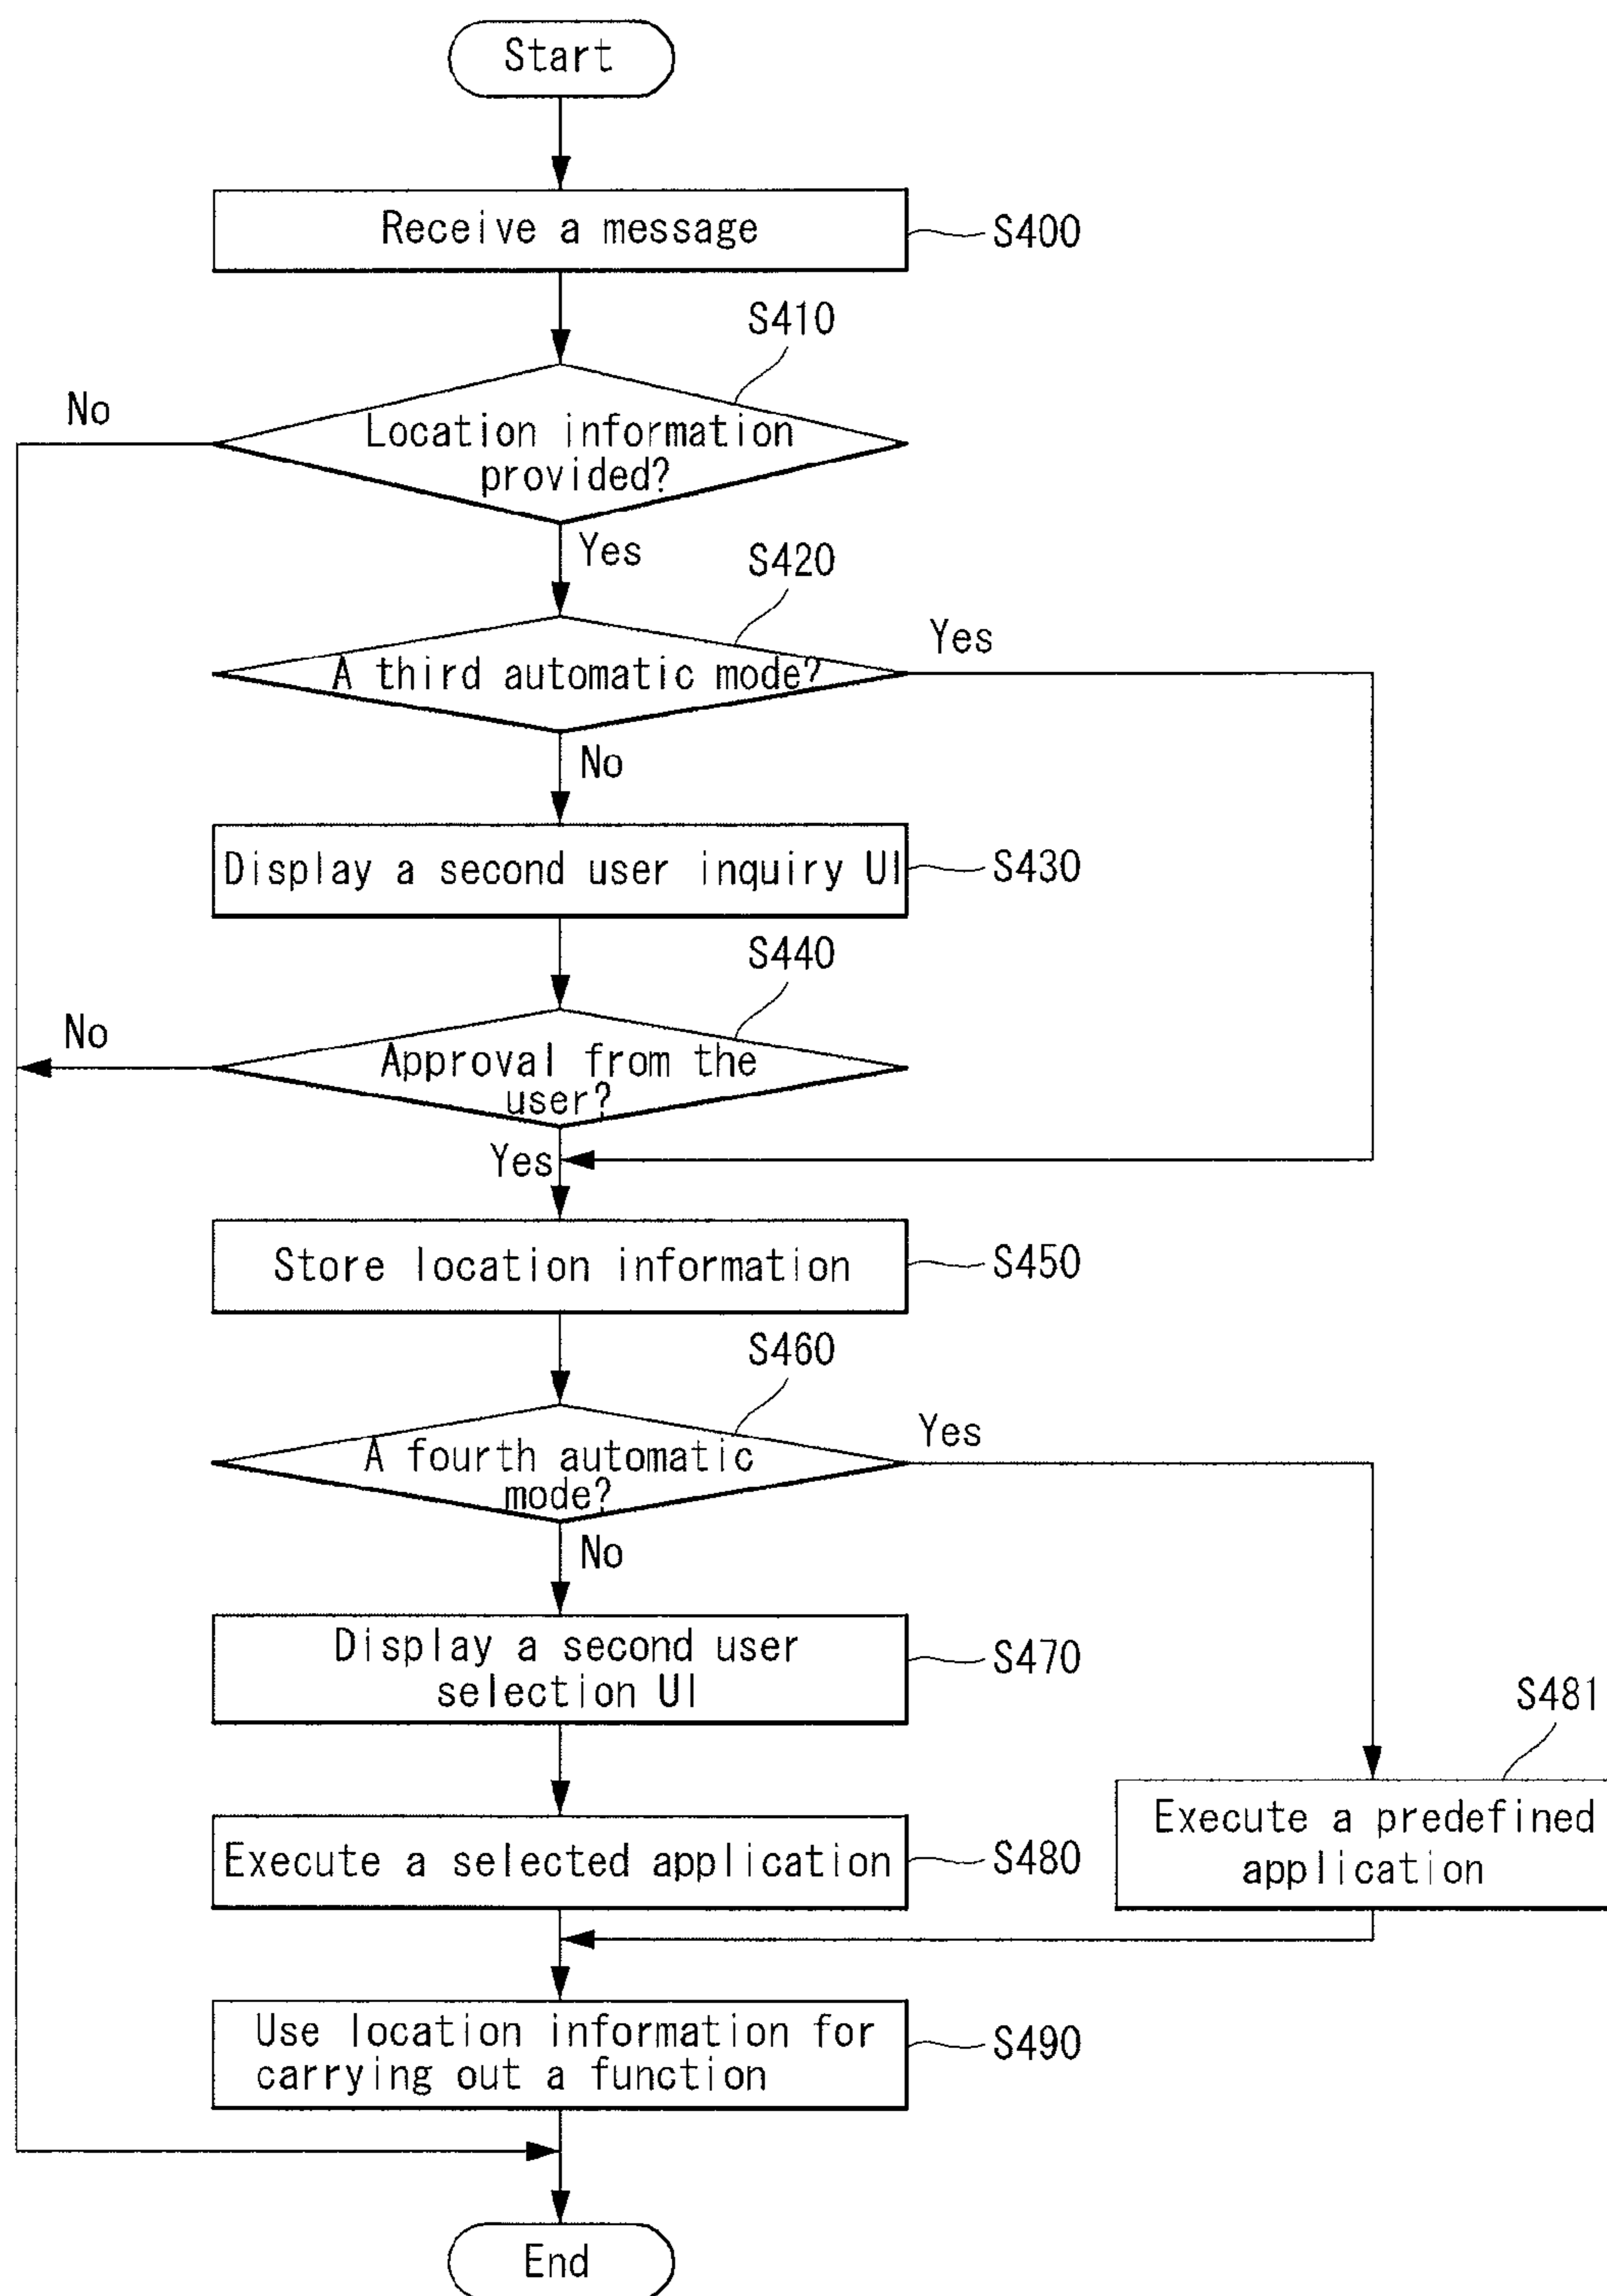 Start
Receive a message
S400
S410
No
Location information
provided?
Yes
S420
Yes
A third automatic mode?
No
Display a second user inquiry UI
S430
S440
No
Approval from the
user?
Yes
Store location information
S450
S460
Yes
A fourth automatic
mode?
No
Display a second user
selection UI
S470
S481
Execute a predefined
application
Execute a selected application
S480
Use location information for
carrying out a function
S490
End